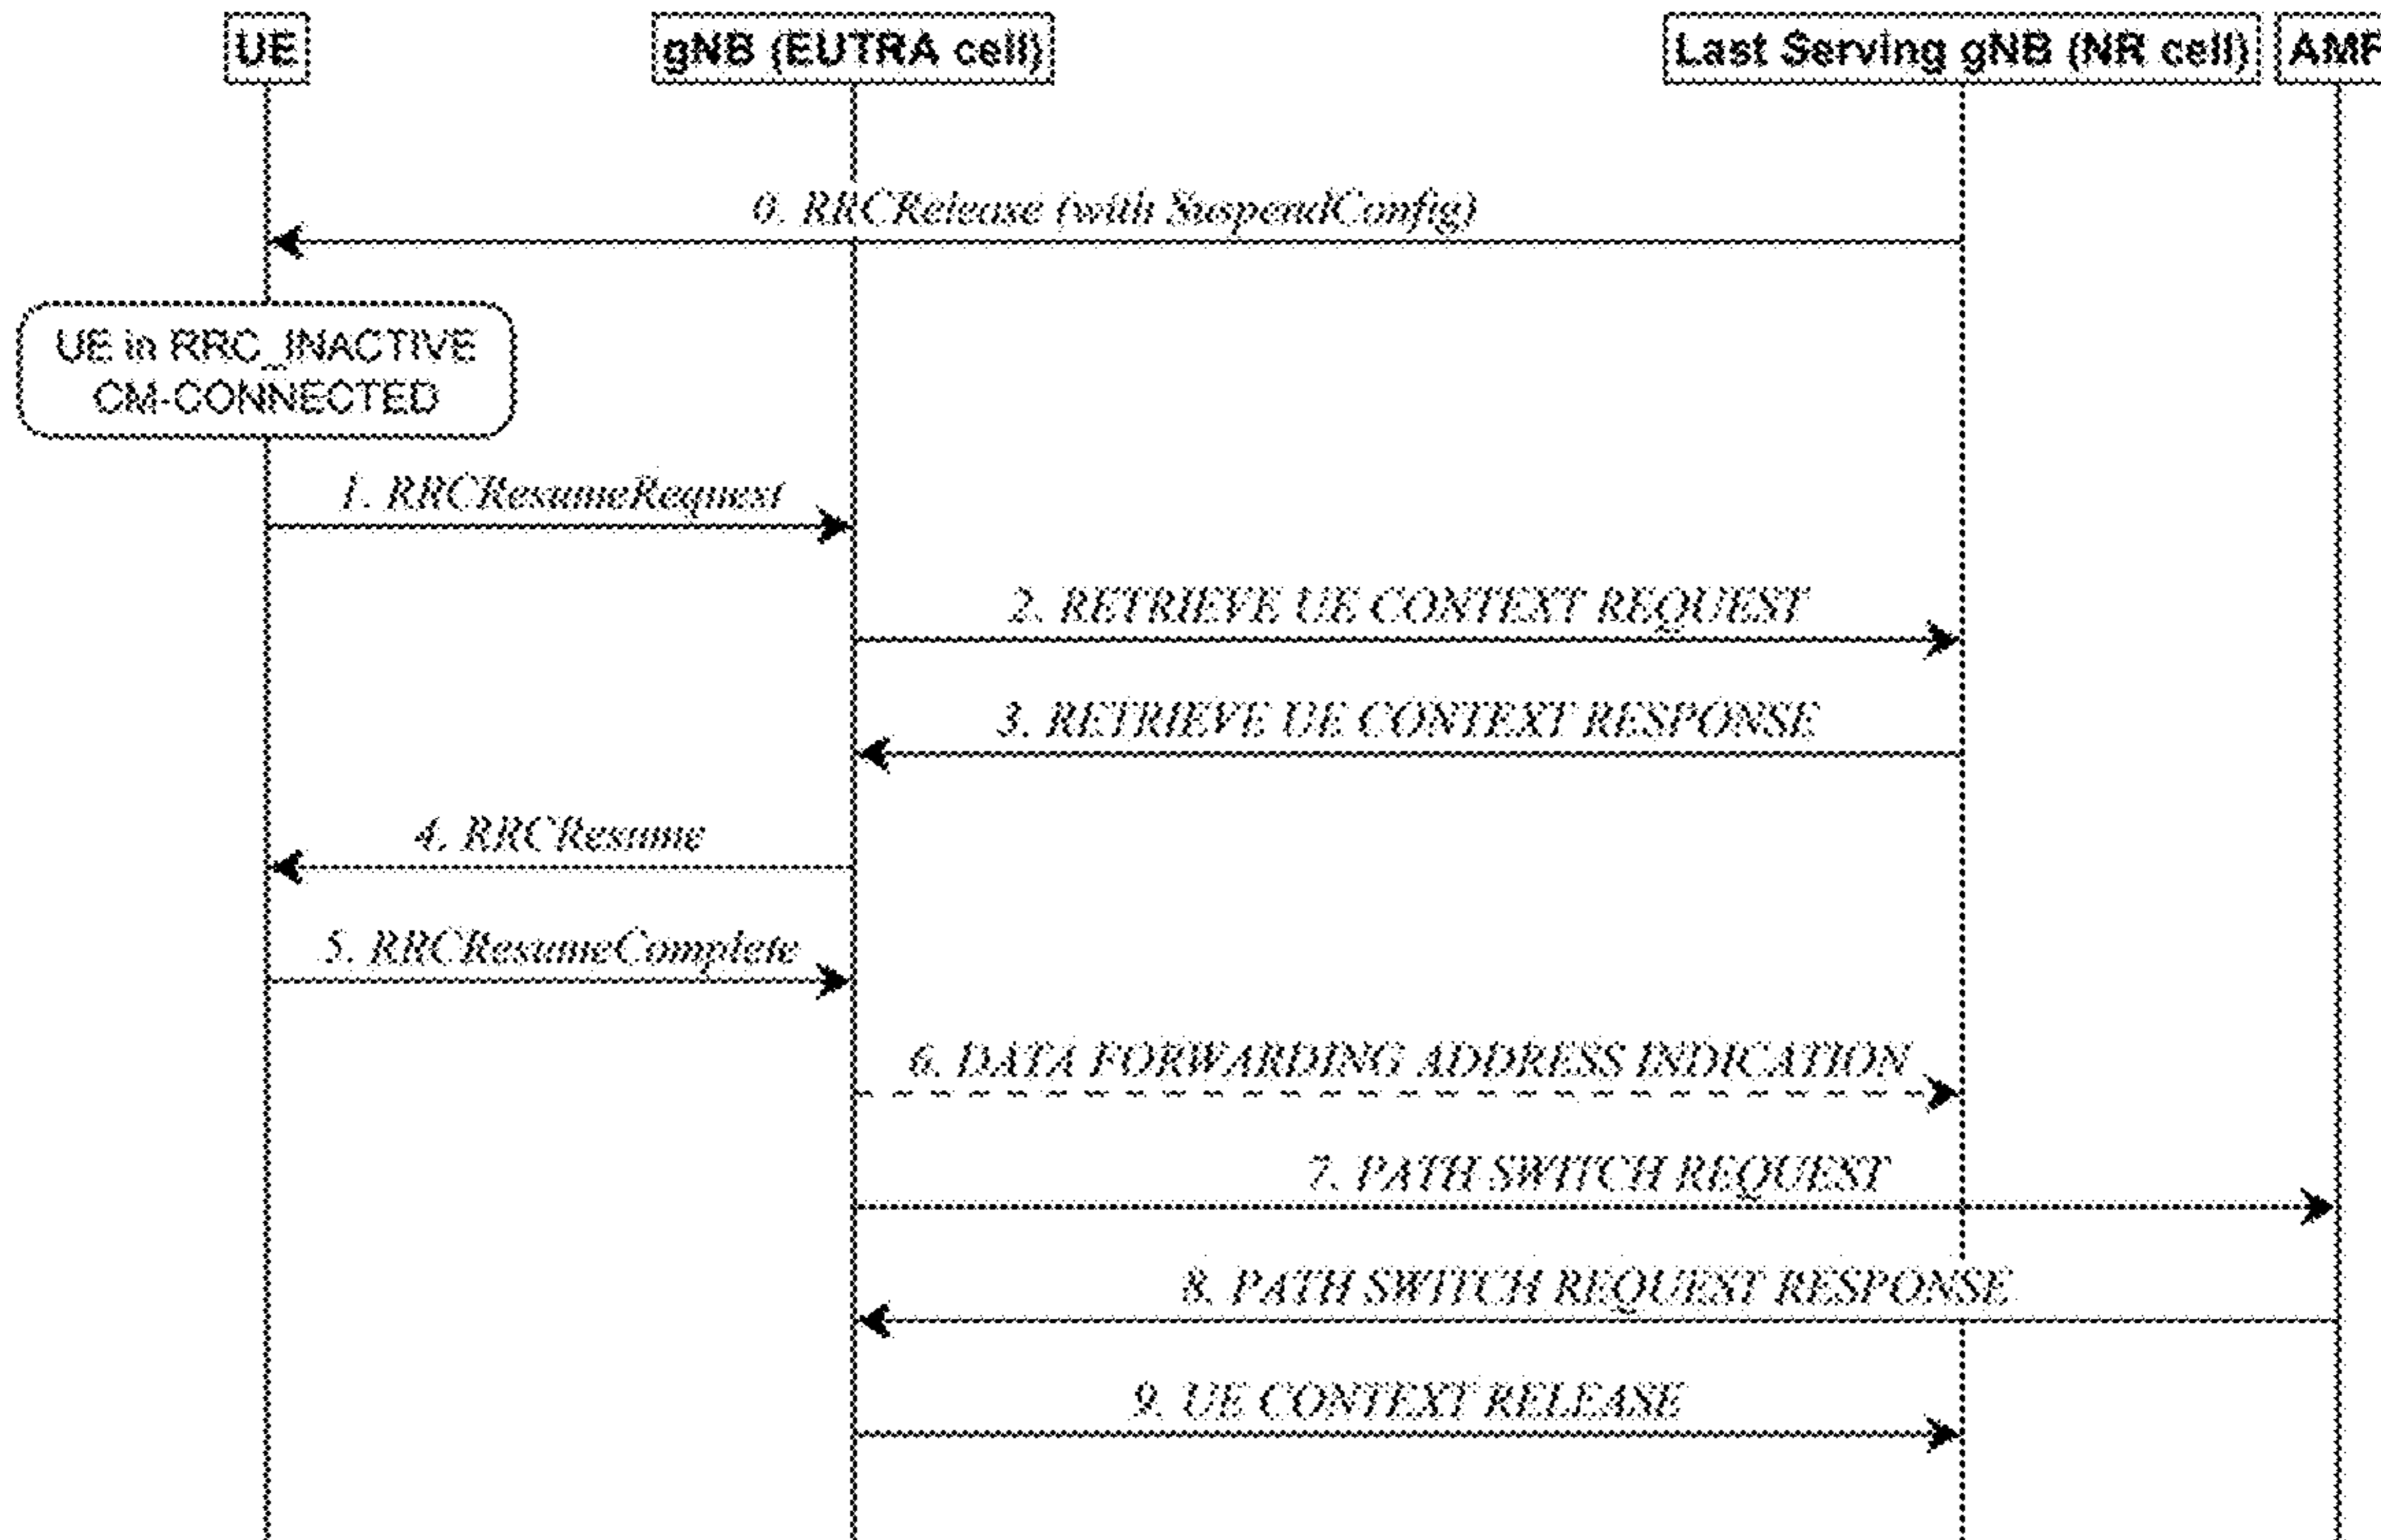 UE
gNB (EUTRA cell)
Last Serving gNB (NR cell)
AMF
0. RRCRelease (with SuspendConfig)
UE in RRC_INACTIVE
CM-CONNECTED
1. RRCResumeRequest
2. RETRIEVE UE CONTEXT REQUEST
3. RETRIEVE UE CONTEXT RESPONSE
4. RRCResume
5. RRCResumeComplete
6. DATA FORWARDING ADDRESS INDICATION
7. PATH SWITCH REQUEST
8. PATH SWITCH REQUEST RESPONSE
9. UE CONTEXT RELEASE